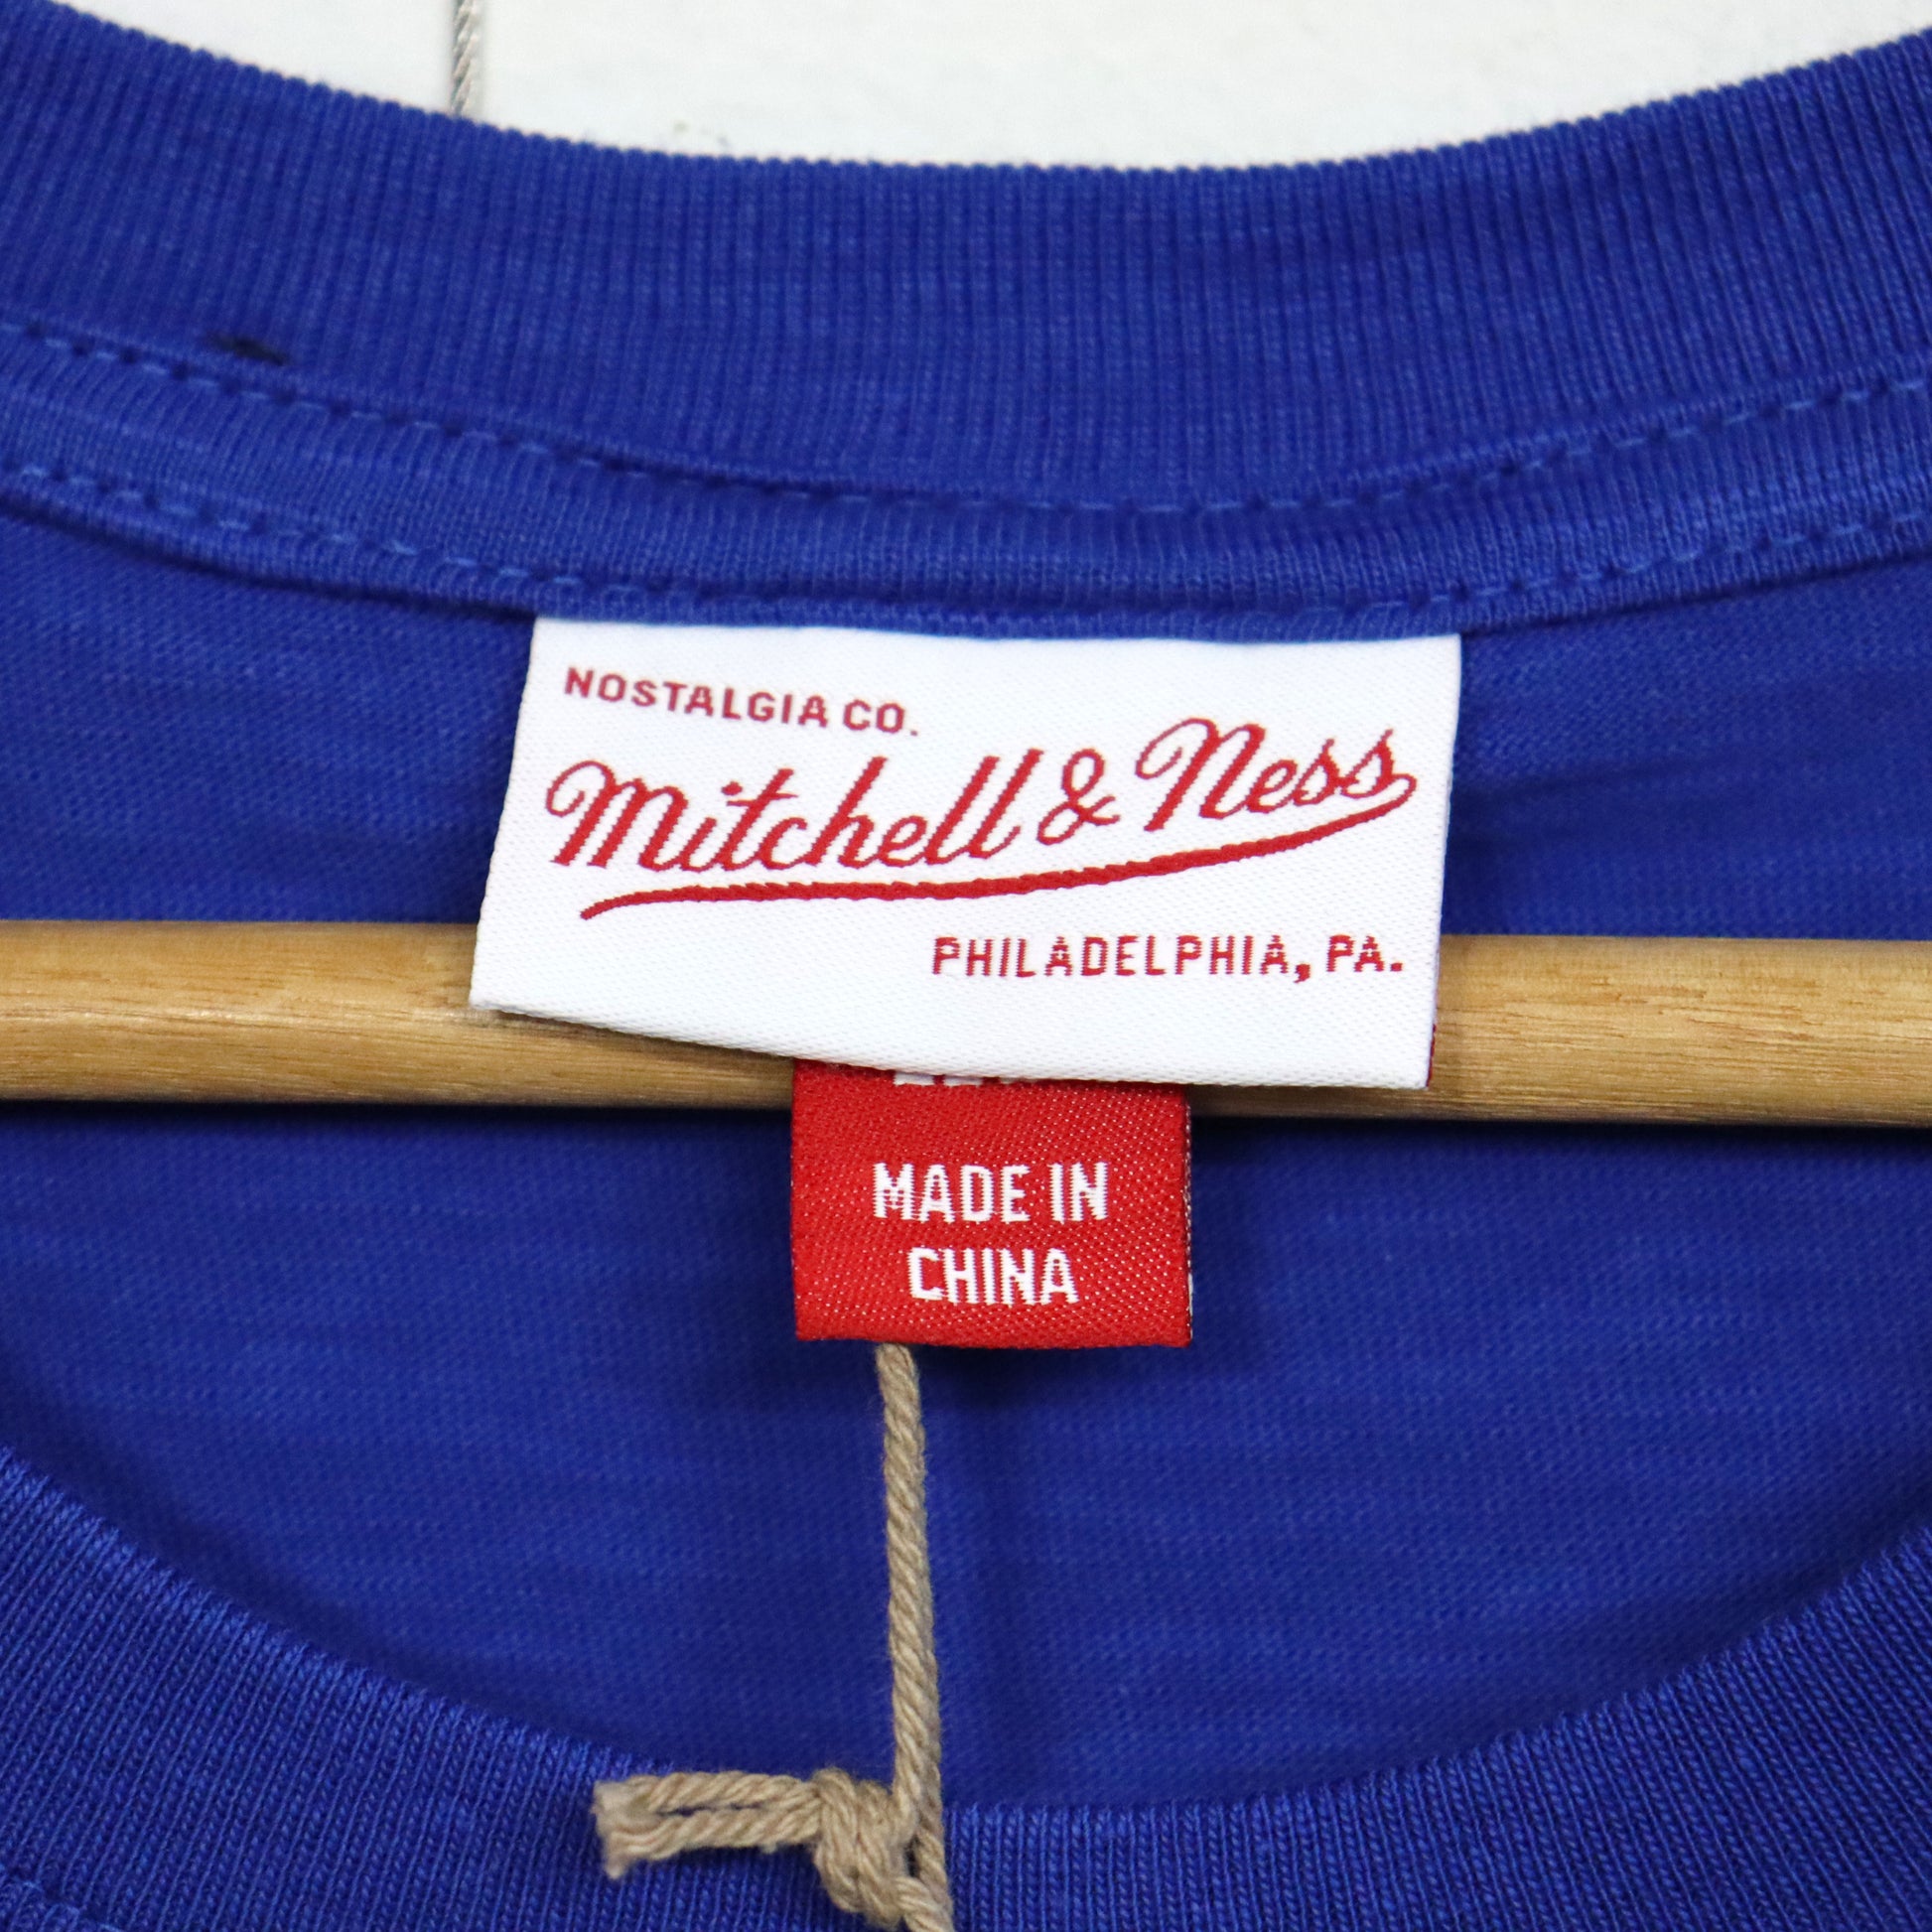 NOSTALGIA CO.
Mitchell & Ness
PHILADELPHIA, PA.
MADE IN
CHINA